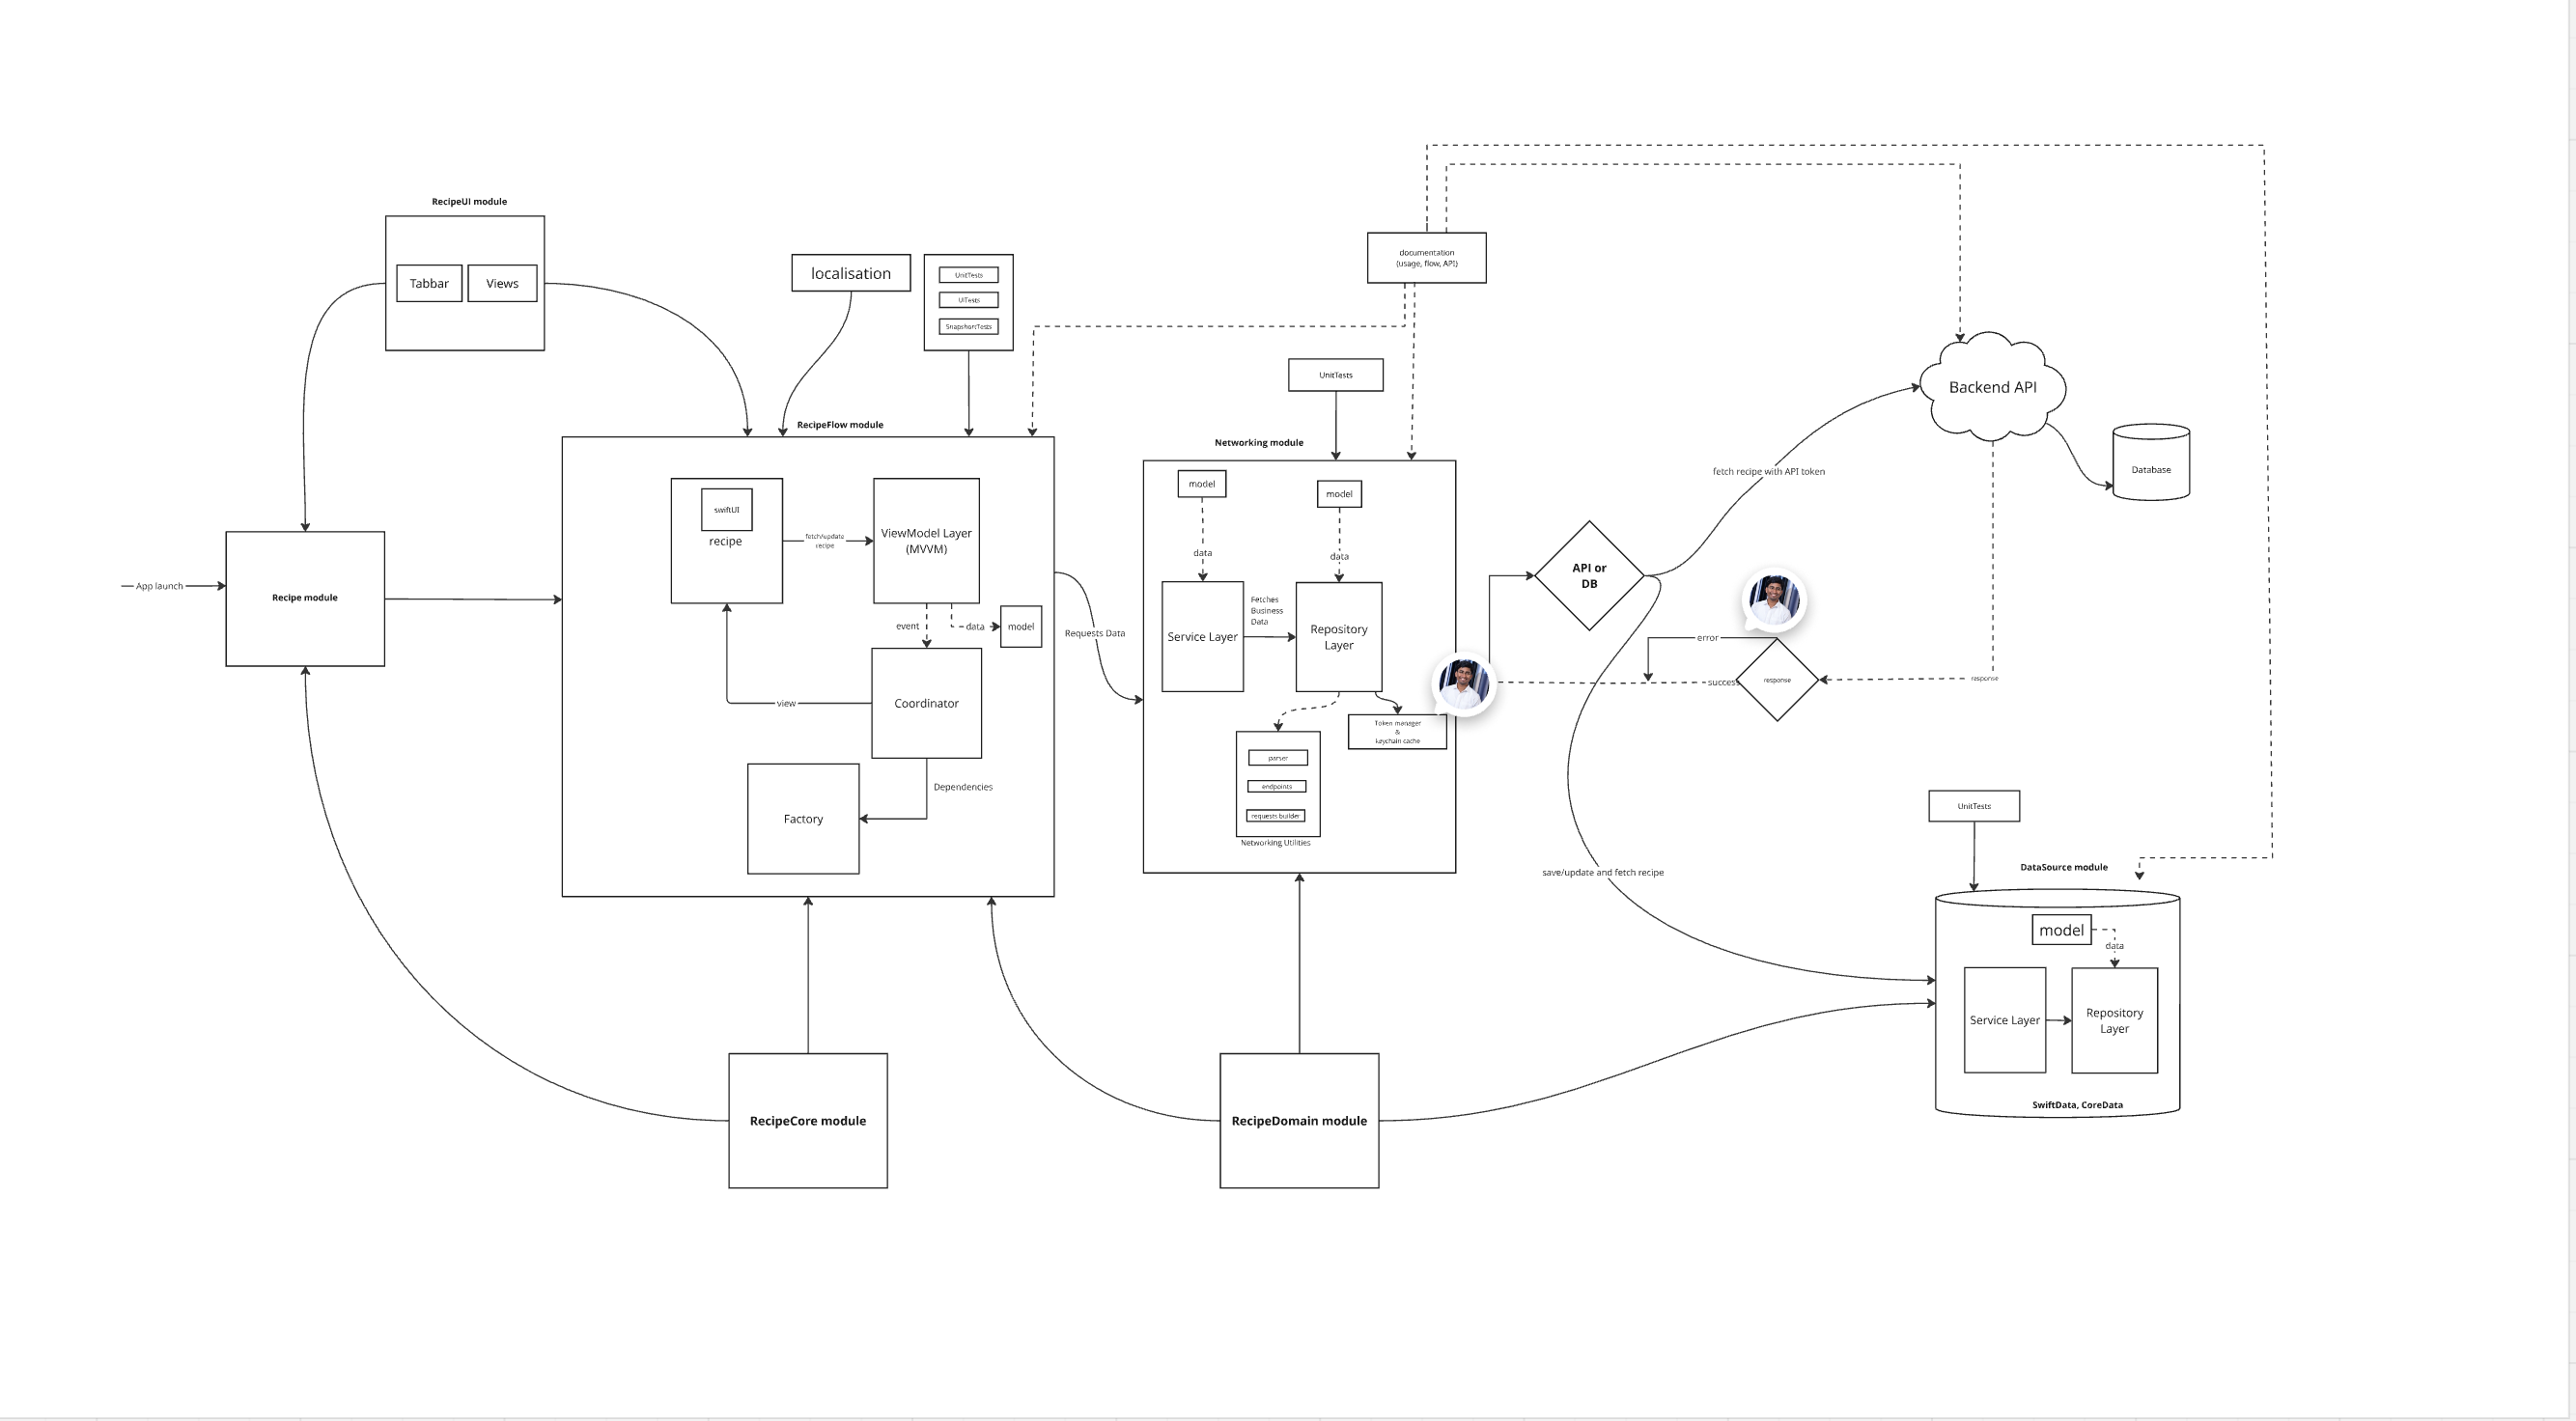 RecipeUI module
Tabbar
Views
localisation
UnitTests
UITests
SnapshortTests
documentation
(usage, flow, API)
UnitTests
Backend API
Database
RecipeFlow module
Networking module
swiftUI
recipe
fetch/update
recipe
ViewModel Layer
(MVVM)
event
data
model
Coordinator
view
Dependencies
Factory
App launch
Recipe module
Requests Data
model
model
data
data
Service Layer
Fetches
Business
Data
Repository
Layer
Token manager
&
keychain cache
parser
endpoints
requests builder
Networking Utilities
API or
DB
fetch recipe with API token
error
success
response
response
save/update and fetch recipe
UnitTests
DataSource module
model
data
Service Layer
Repository
Layer
SwiftData, CoreData
RecipeCore module
RecipeDomain module